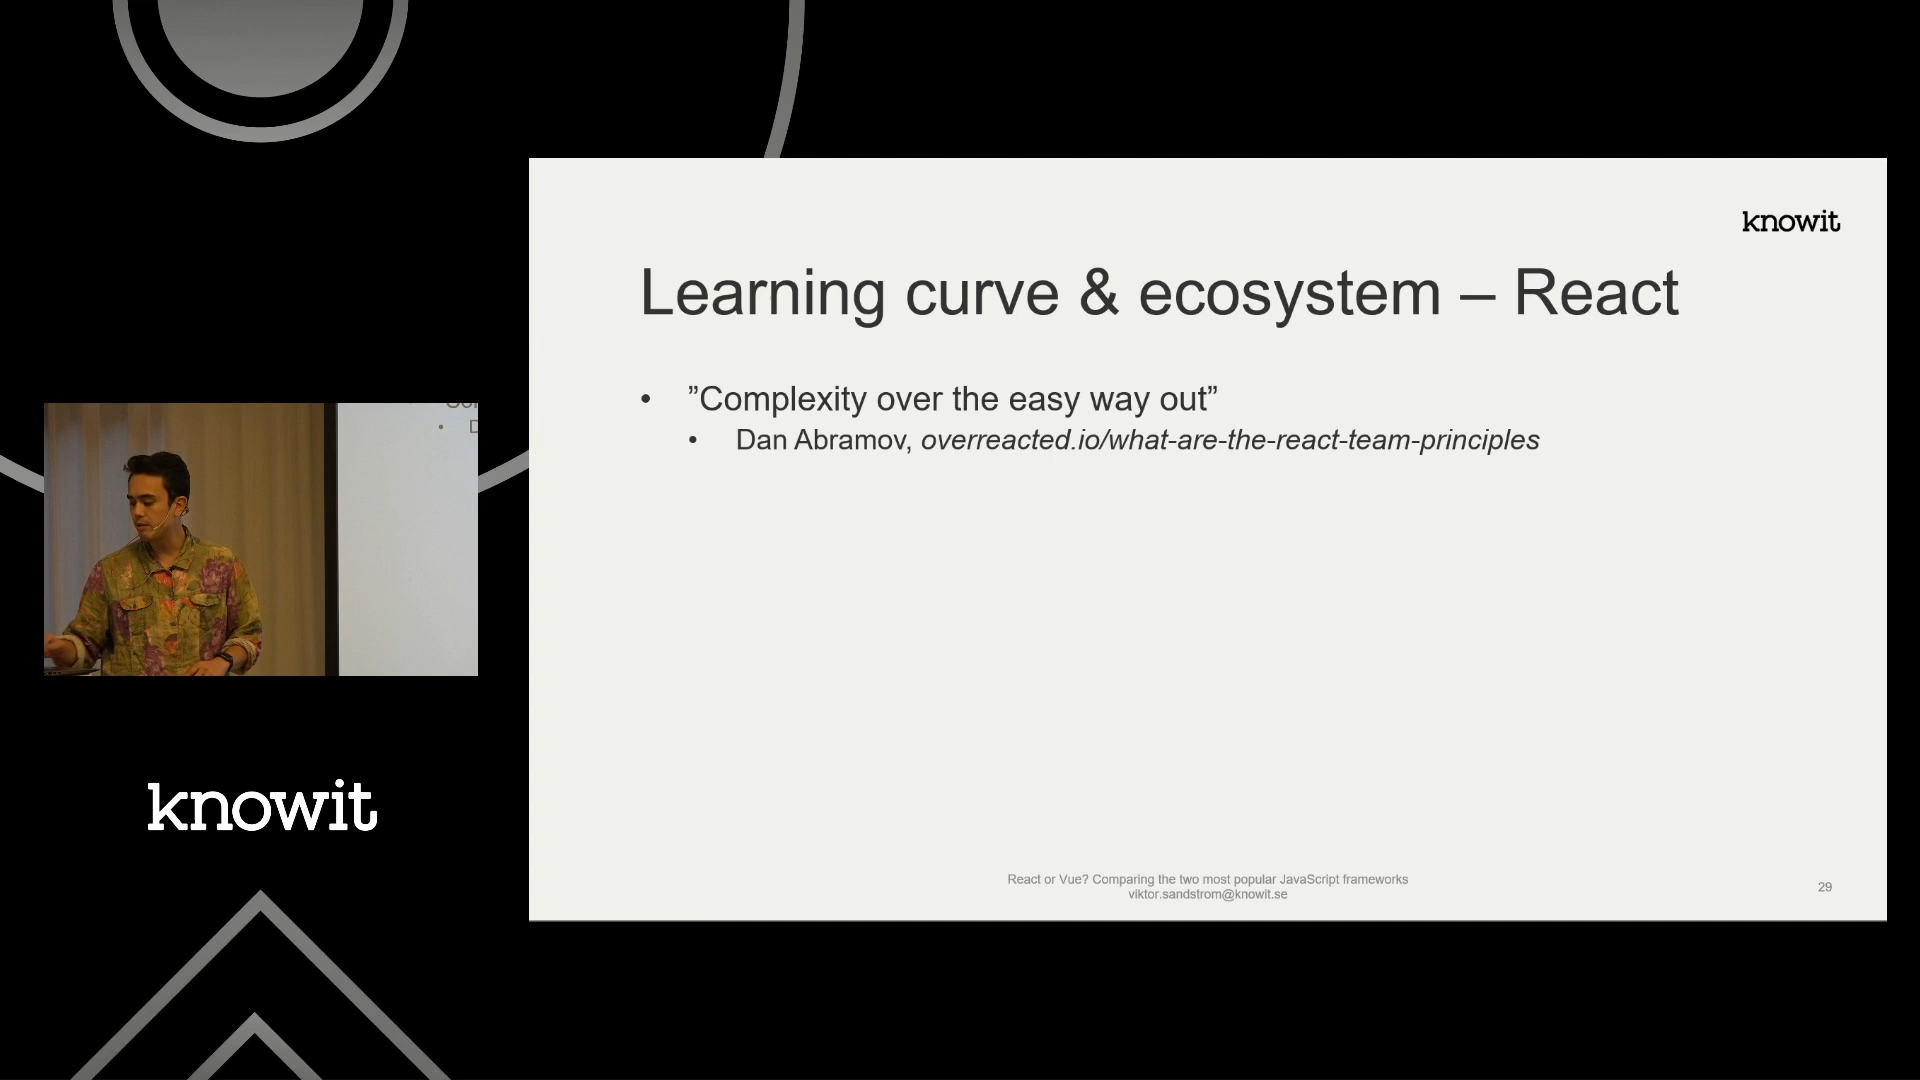 knowit
Learning curve & ecosystem – React
• ”Complexity over the easy way out”
• Dan Abramov, overreacted.io/what-are-the-react-team-principles
React or Vue? Comparing the two most popular JavaScript frameworks
viktor.sandstrom@knowit.se
29
knowit